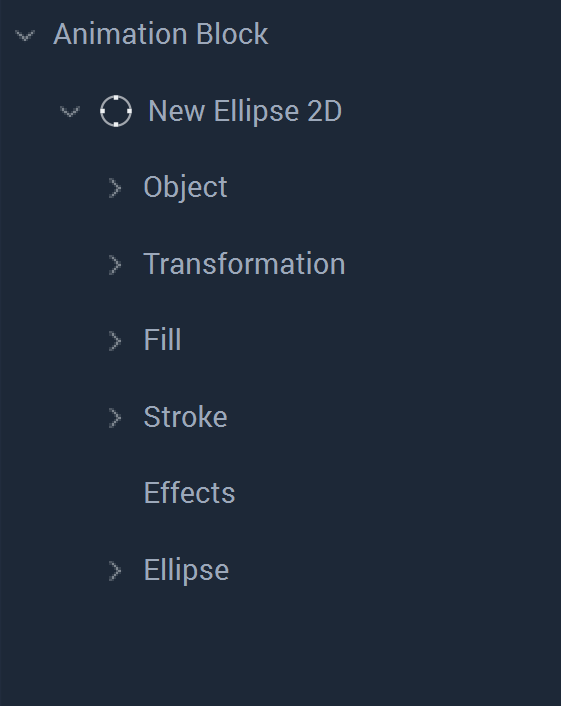 Animation Block
New Ellipse 2D
Object
Transformation
Fill
Stroke
Effects
Ellipse